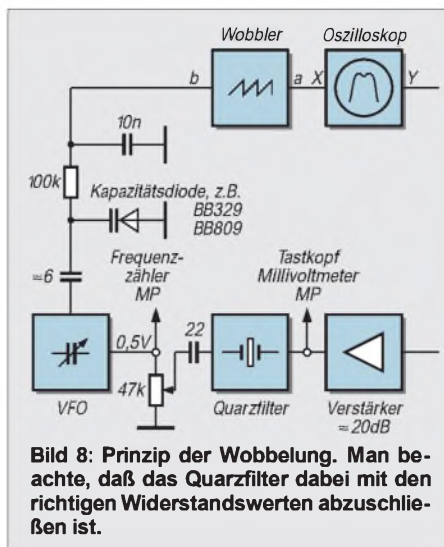 Wobbler
Oszilloskop
b
a
X
Y
10n
100k
Kapazitätsdiode, z.B.
BB329
BB809
Frequenz-
zähler
MP
Tastkopf
Millivoltmeter
MP
≈6
0,5V
22
47k
VFO
Quarzfilter
Verstärker
≈ 20dB
Bild 8: Prinzip der Wobbelung. Man be-
achte, daß das Quarzfilter dabei mit den
richtigen Widerstandswerten abzuschlie-
ßen ist.